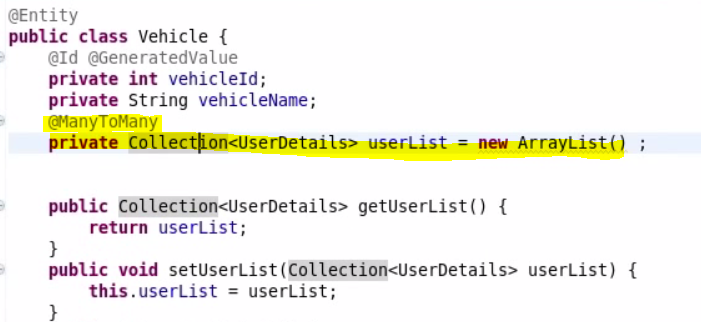 @Entity
public class Vehicle {
@Id @GeneratedValue
private int vehicleId;
private String vehicleName;
@ManyToMany
private Collection<UserDetails> userList = new ArrayList() ;
public Collection<UserDetails> getUserList() {
return userList;
}
public void setUserList(Collection<UserDetails> userList) {
this.userList = userList;
}